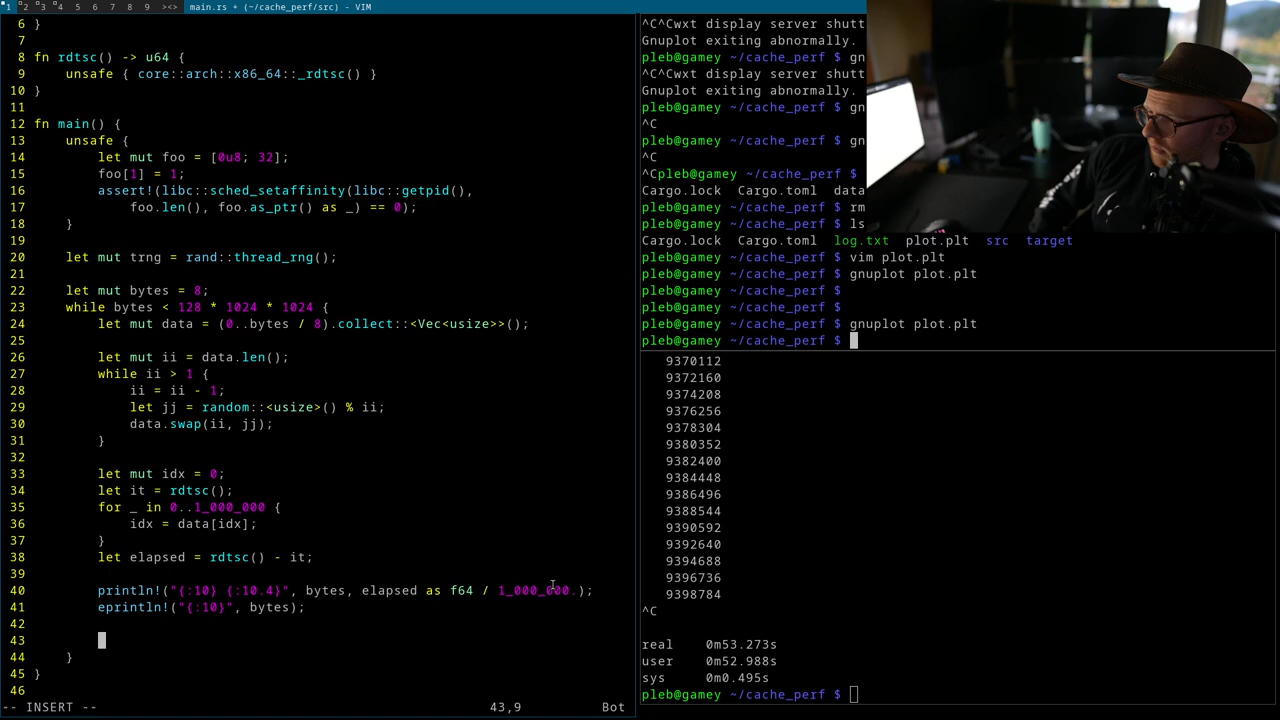 1 2 3 4 5 6 7 8 9 ><> main.rs + (~/cache_perf/src) - VIM
6 }
7
8 fn rdtsc() -> u64 {
9     unsafe { core::arch::x86_64::_rdtsc() }
10 }
11
12 fn main() {
13     unsafe {
14         let mut foo = [0u8; 32];
15         foo[1] = 1;
16         assert!(libc::sched_setaffinity(libc::getpid(),
17             foo.len(), foo.as_ptr() as _) == 0);
18     }
19
20     let mut trng = rand::thread_rng();
21
22     let mut bytes = 8;
23     while bytes < 128 * 1024 * 1024 {
24         let mut data = (0..bytes / 8).collect::<Vec<usize>>();
25
26         let mut ii = data.len();
27         while ii > 1 {
28             ii = ii - 1;
29             let jj = random::<usize>() % ii;
30             data.swap(ii, jj);
31         }
32
33         let mut idx = 0;
34         let it = rdtsc();
35         for _ in 0..1_000_000 {
36             idx = data[idx];
37         }
38         let elapsed = rdtsc() - it;
39
40         println!("{:10} {:10.4}", bytes, elapsed as f64 / 1_000_000.);
41         eprintln!("{:10}", bytes);
42
43
44     }
45 }
46
-- INSERT -- 43,9 Bot
^C^Cwxt display server shutt
Gnuplot exiting abnormally.
pleb@gamey ~/cache_perf $ gn
^C^Cwxt display server shutt
Gnuplot exiting abnormally.
pleb@gamey ~/cache_perf $ gn
^C
pleb@gamey ~/cache_perf $ gn
^C
^Cpleb@gamey ~/cache_perf $
Cargo.lock  Cargo.toml  data
pleb@gamey ~/cache_perf $ rm
pleb@gamey ~/cache_perf $ ls
Cargo.lock  Cargo.toml  log.txt  plot.plt  src  target
pleb@gamey ~/cache_perf $ vim plot.plt
pleb@gamey ~/cache_perf $ gnuplot plot.plt
pleb@gamey ~/cache_perf $
pleb@gamey ~/cache_perf $
pleb@gamey ~/cache_perf $ gnuplot plot.plt
pleb@gamey ~/cache_perf $
9370112
9372160
9374208
9376256
9378304
9380352
9382400
9384448
9386496
9388544
9390592
9392640
9394688
9396736
9398784
^C
real    0m53.273s
user    0m52.988s
sys     0m0.495s
pleb@gamey ~/cache_perf $